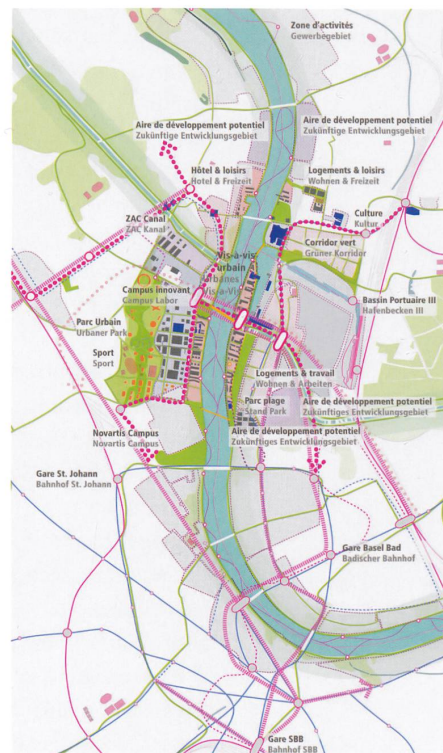 Zone d'activités
Gewerbegebiet
Aire de développement potentiel
Zukünftige Entwicklungsgebiet
Aire de développement potentiel
Zukünftige Entwicklungsgebiet
Hôtel & loisirs
Hotel & Freizeit
Logements & loisirs
Wohnen & Freizeit
ZAC Canal
ZAC Kanal
Culture
Kultur
Corridor vert
Grüner Korridor
Vis-à-vis
urbain
Urbanes
Vis-à-Vis
Campus innovant
Campus Labor
Bassin Portuaire III
Hafenbecken III
Parc Urbain
Urbaner Park
Sport
Sport
Logements & travail
Wohnen & Arbeiten
Parc plage
Stand Park
Aire de développement potentiel
Zukünftiges Entwicklungsgebiet
Novartis Campus
Novartis Campus
Aire de développement potentiel
Zukünftiges Entwicklungsgebiet
Gare St. Johann
Bahnhof St. Johann
Gare Basel Bad
Badischer Bahnhof
Gare SBB
Bahnhof SBB